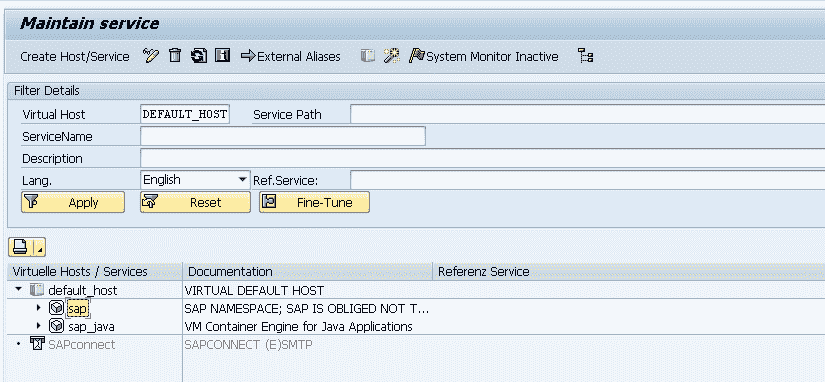 Maintain service
Create Host/Service External Aliases System Monitor Inactive
Filter Details
Virtual Host DEFAULT_HOST Service Path
ServiceName
Description
Lang. English Ref.Service:
Apply Reset Fine-Tune
Virtuelle Hosts / Services Documentation Referenz Service
default_host VIRTUAL DEFAULT HOST
sap SAP NAMESPACE; SAP IS OBLIGED NOT T...
sap_java VM Container Engine for Java Applications
SAPconnect SAPCONNECT (E)SMTP